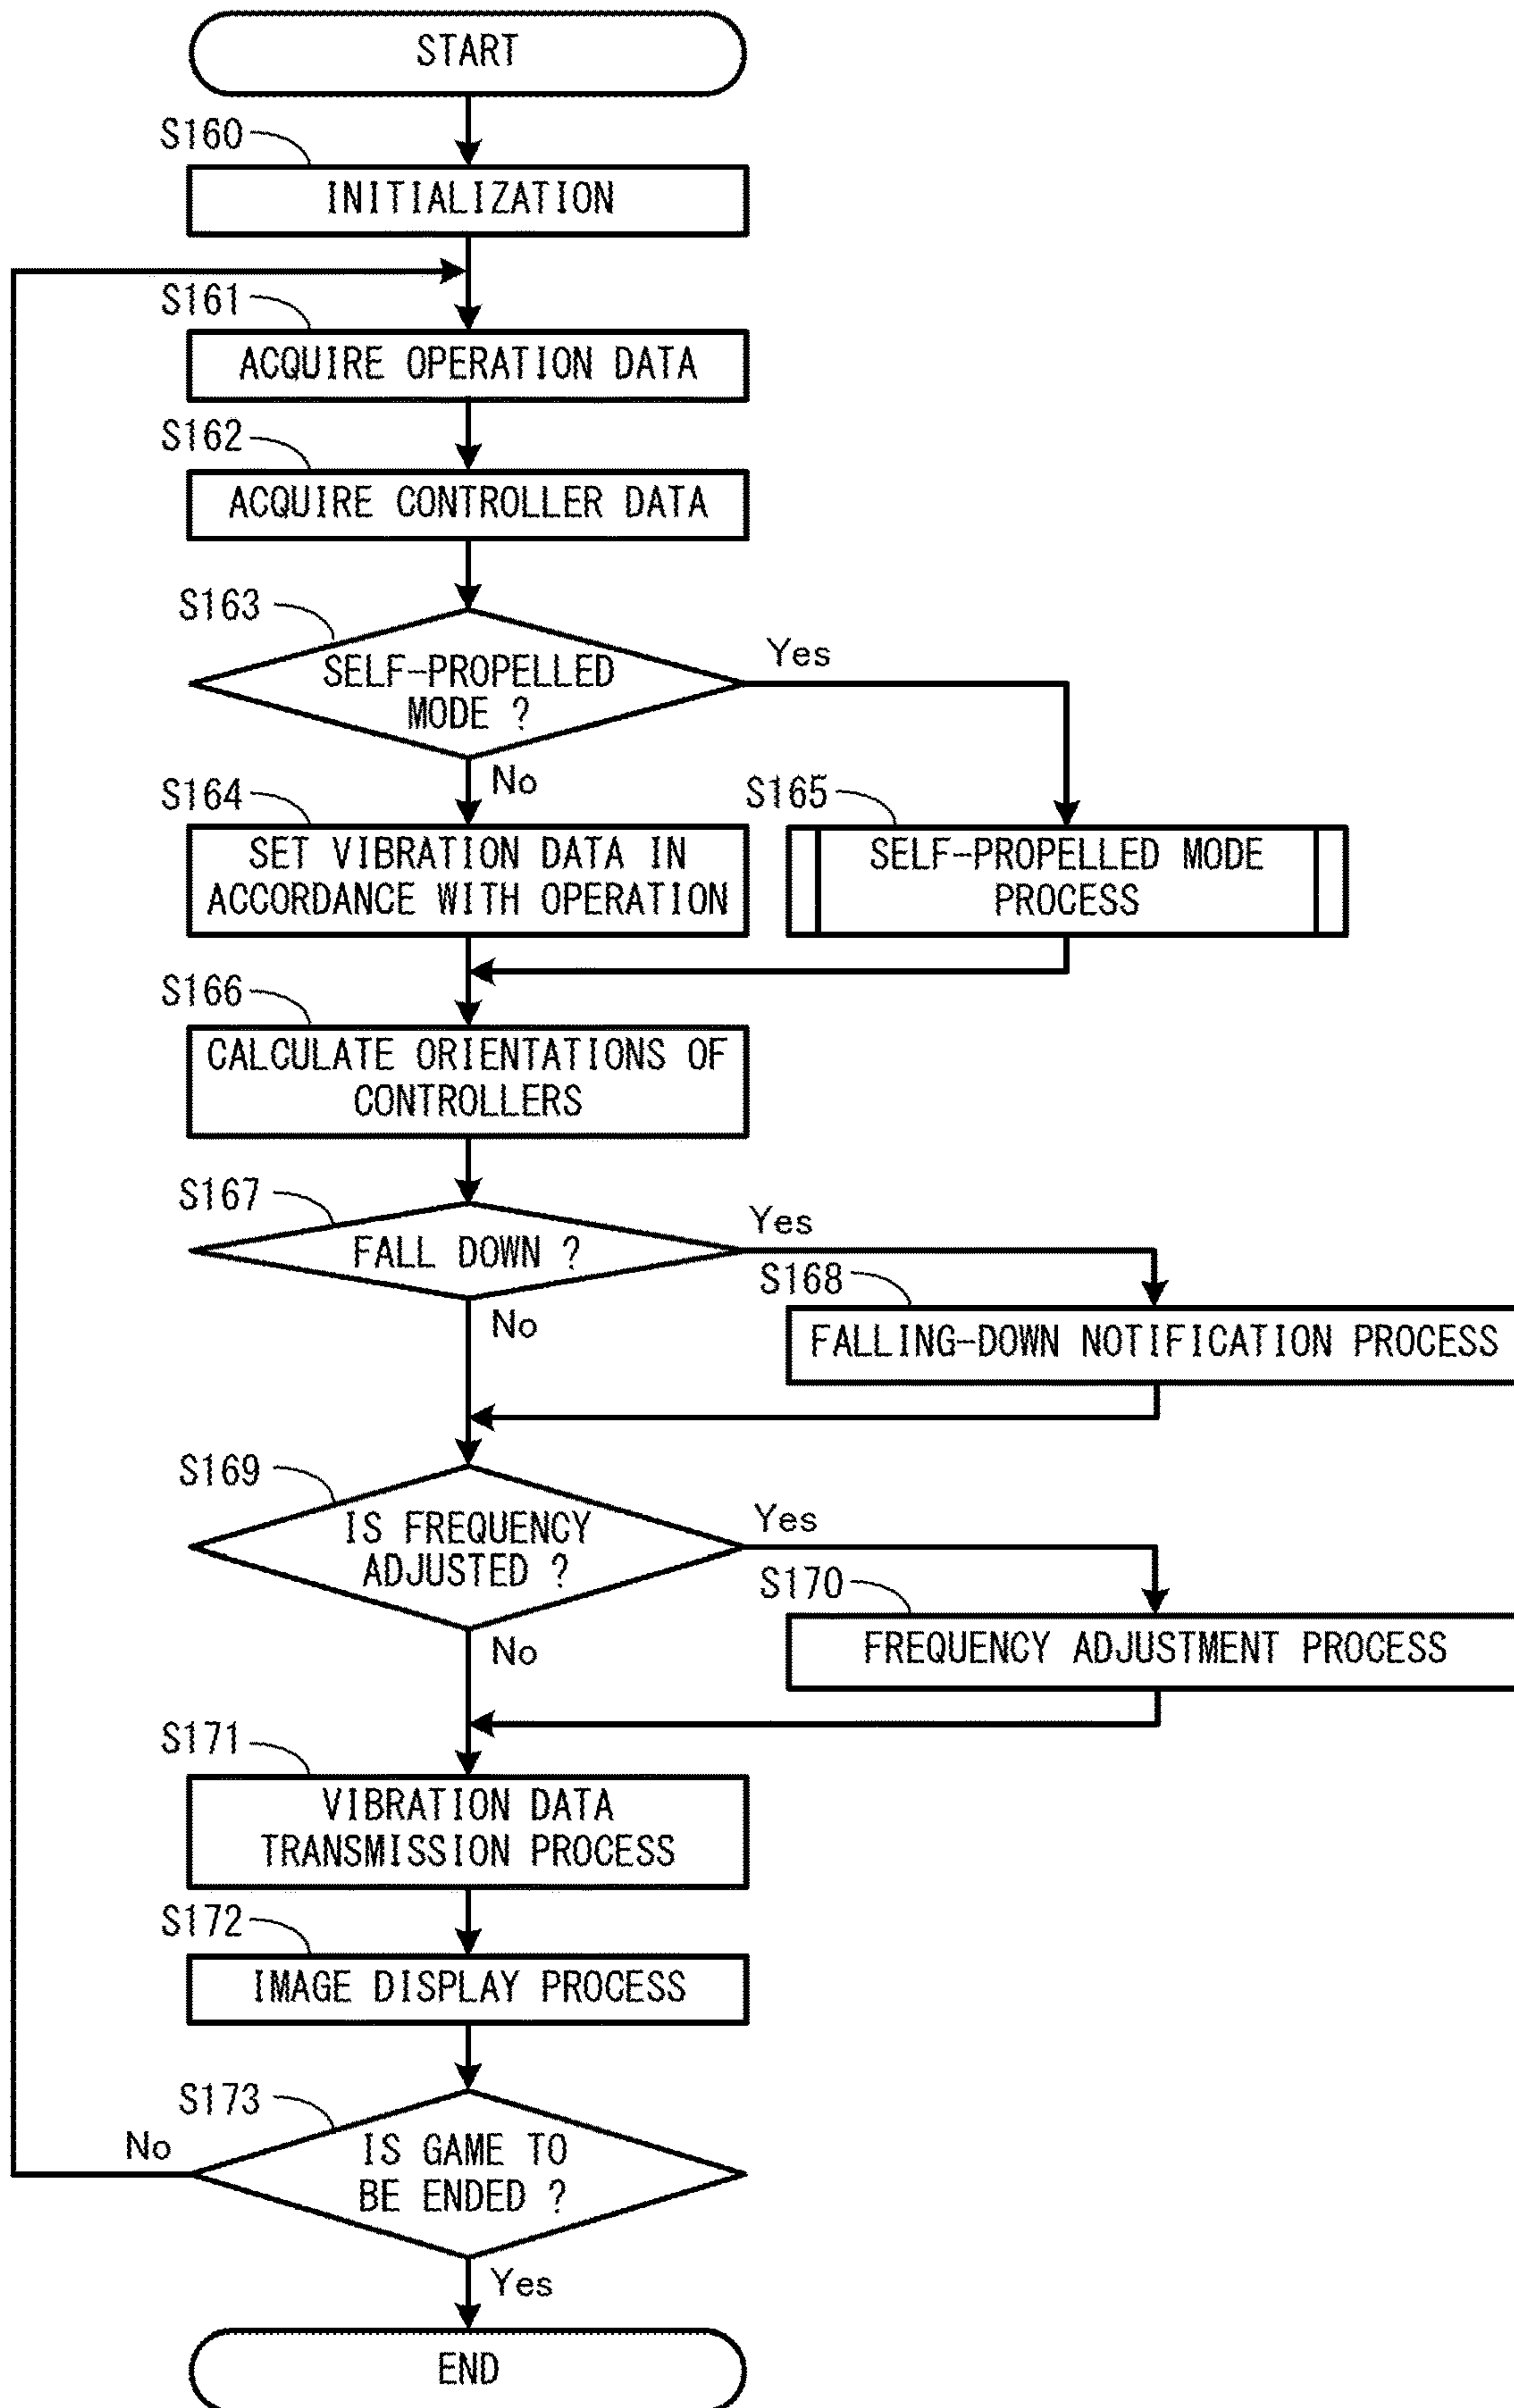 START
S160
INITIALIZATION
S161
ACQUIRE OPERATION DATA
S162
ACQUIRE CONTROLLER DATA
S163
SELF-PROPELLED
MODE ?
Yes
No
S164
SET VIBRATION DATA IN
ACCORDANCE WITH OPERATION
S165
SELF-PROPELLED MODE
PROCESS
S166
CALCULATE ORIENTATIONS OF
CONTROLLERS
S167
FALL DOWN ?
Yes
No
S168
FALLING-DOWN NOTIFICATION PROCESS
S169
IS FREQUENCY
ADJUSTED ?
Yes
No
S170
FREQUENCY ADJUSTMENT PROCESS
S171
VIBRATION DATA
TRANSMISSION PROCESS
S172
IMAGE DISPLAY PROCESS
S173
IS GAME TO
BE ENDED ?
No
Yes
END